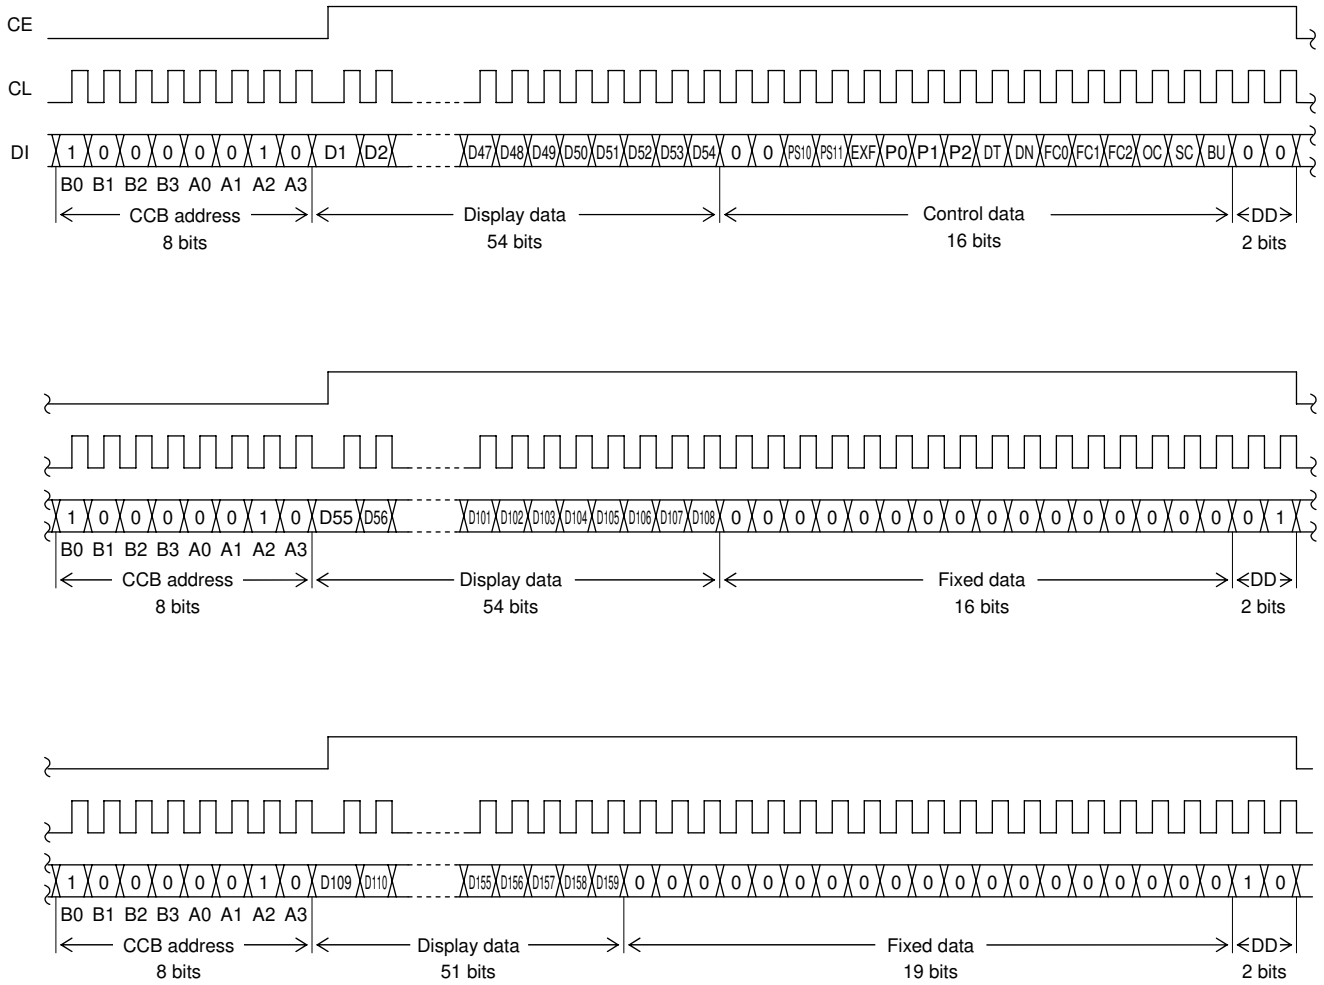 CE
CL
DI 1 0 0 0 0 0 1 0 D1 D2 D47 D48 D49 D50 D51 D52 D53 D54 0 0 PS10 PS11 EXF P0 P1 P2 DT DN FC0 FC1 FC2 OC SC BU 0 0
B0 B1 B2 B3 A0 A1 A2 A3
CCB address Display data Control data DD
8 bits 54 bits 16 bits 2 bits
1 0 0 0 0 0 1 0 D55 D56 D101 D102 D103 D104 D105 D106 D107 D108 0 0 0 0 0 0 0 0 0 0 0 0 0 0 0 0 0 1
B0 B1 B2 B3 A0 A1 A2 A3
CCB address Display data Fixed data DD
8 bits 54 bits 16 bits 2 bits
1 0 0 0 0 0 1 0 D109 D110 D155 D156 D157 D158 D159 0 0 0 0 0 0 0 0 0 0 0 0 0 0 0 0 0 0 0 1 0
B0 B1 B2 B3 A0 A1 A2 A3
CCB address Display data Fixed data DD
8 bits 51 bits 19 bits 2 bits